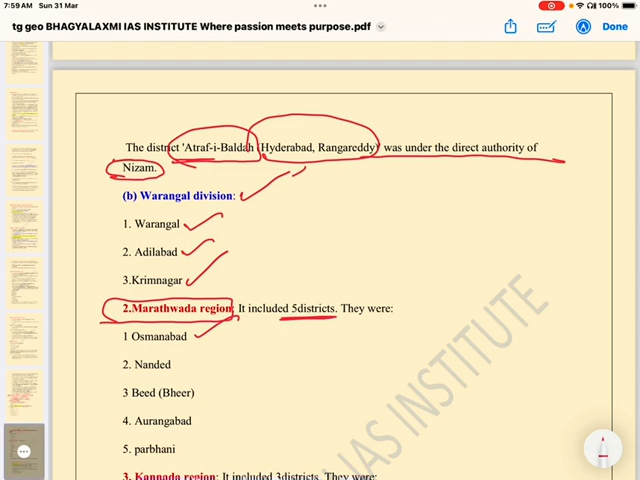 7:59 AM Sun 31 Mar
100%
tg geo BHAGYALAXMI IAS INSTITUTE Where passion meets purpose.pdf
Done
The district 'Atraf-i-Baldah (Hyderabad, Rangareddy) was under the direct authority of
Nizam.
(b) Warangal division:
1. Warangal
2. Adilabad
3.Krimnagar
2.Marathwada region: It included 5districts. They were:
1 Osmanabad
2. Nanded
3 Beed (Bheer)
4. Aurangabad
5. parbhani
3. Kannada region: It included 3districts. They were:
IAS INSTITUTE